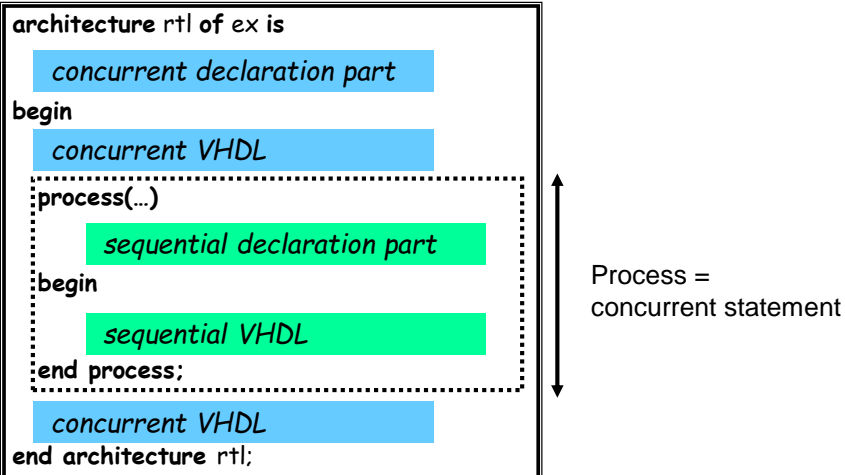 architecture rtl of ex is
concurrent declaration part
begin
concurrent VHDL
process(…)
sequential declaration part
begin
sequential VHDL
end process;
concurrent VHDL
end architecture rtl;
Process =
concurrent statement